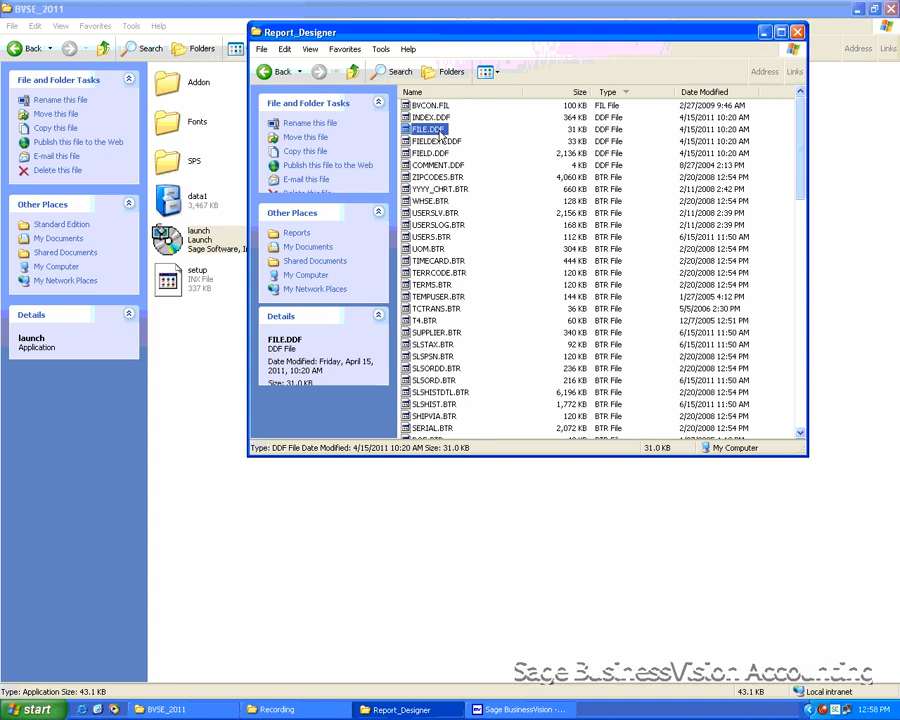 BVSE_2011
File Edit View Favorites Tools Help
Back Search Folders Address Links
File and Folder Tasks
Rename this file
Move this file
Copy this file
Publish this file to the Web
E-mail this file
Delete this file
Other Places
Standard Edition
My Documents
Shared Documents
My Computer
My Network Places
Details
launch
Application
Addon
Fonts
SPS
data1
3,467 KB
launch
Launch
Sage Software, I
setup
INX File
337 KB
Report_Designer
File Edit View Favorites Tools Help
Back Search Folders Address Links
File and Folder Tasks
Rename this file
Move this file
Copy this file
Publish this file to the Web
E-mail this file
Delete this file
Other Places
Reports
My Documents
Shared Documents
My Computer
My Network Places
Details
FILE.DDF
DDF File
Date Modified: Friday, April 15,
2011, 10:20 AM
Size: 31.0 KB
Name Size Type Date Modified
BVCON.FIL 100 KB FIL File 2/27/2009 9:46 AM
INDEX.DDF 364 KB DDF File 4/15/2011 10:20 AM
FILE.DDF 31 KB DDF File 4/15/2011 10:20 AM
FIELDEX.DDF 33 KB DDF File 4/15/2011 10:20 AM
FIELD.DDF 2,136 KB DDF File 4/15/2011 10:20 AM
COMMENT.DDF 4 KB DDF File 8/27/2004 2:13 PM
ZIPCODES.BTR 4,060 KB BTR File 2/20/2008 12:54 PM
YYYY_CHRT.BTR 660 KB BTR File 2/11/2008 2:42 PM
WHSE.BTR 128 KB BTR File 2/20/2008 12:54 PM
USERSLV.BTR 2,156 KB BTR File 2/11/2008 2:39 PM
USERSLOG.BTR 168 KB BTR File 2/11/2008 2:39 PM
USERS.BTR 112 KB BTR File 6/15/2011 11:50 AM
UOM.BTR 304 KB BTR File 2/20/2008 12:54 PM
TIMECARD.BTR 444 KB BTR File 2/20/2008 12:54 PM
TERRCODE.BTR 120 KB BTR File 2/20/2008 12:54 PM
TERMS.BTR 120 KB BTR File 2/20/2008 12:54 PM
TEMPUSER.BTR 144 KB BTR File 1/27/2005 4:12 PM
TCTRANS.BTR 36 KB BTR File 5/5/2006 2:30 PM
T4.BTR 60 KB BTR File 12/7/2005 12:51 PM
SUPPLIER.BTR 340 KB BTR File 6/15/2011 11:50 AM
SLSTAX.BTR 92 KB BTR File 6/15/2011 11:50 AM
SLSPSN.BTR 120 KB BTR File 2/20/2008 12:54 PM
SLSORDD.BTR 236 KB BTR File 2/20/2008 12:54 PM
SLSORD.BTR 216 KB BTR File 6/15/2011 11:50 AM
SLSHISTDTL.BTR 6,196 KB BTR File 6/15/2011 11:50 AM
SLSHIST.BTR 1,772 KB BTR File 6/15/2011 11:50 AM
SHIPVIA.BTR 120 KB BTR File 2/20/2008 12:54 PM
SERIAL.BTR 2,072 KB BTR File 2/20/2008 12:54 PM
Type: DDF File Date Modified: 4/15/2011 10:20 AM Size: 31.0 KB 31.0 KB My Computer
Sage BusinessVision Accounting
Type: Application Size: 43.1 KB 43.1 KB Local intranet
start BVSE_2011 Recording Report_Designer Sage BusinessVision -... 12:58 PM